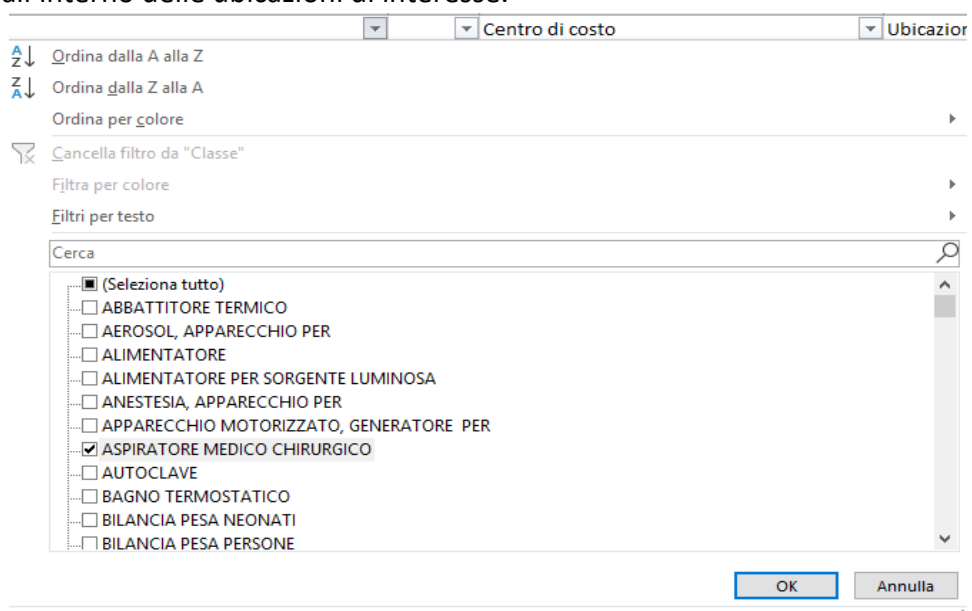 all'interno delle ubicazioni di interesse.
Centro di costo Ubicazion
Ordina dalla A alla Z
Ordina dalla Z alla A
Ordina per colore
Cancella filtro da "Classe"
Filtra per colore
Filtri per testo
Cerca
(Seleziona tutto)
ABBATTITORE TERMICO
AEROSOL, APPARECCHIO PER
ALIMENTATORE
ALIMENTATORE PER SORGENTE LUMINOSA
ANESTESIA, APPARECCHIO PER
APPARECCHIO MOTORIZZATO, GENERATORE PER
ASPIRATORE MEDICO CHIRURGICO
AUTOCLAVE
BAGNO TERMOSTATICO
BILANCIA PESA NEONATI
BILANCIA PESA PERSONE
OK Annulla